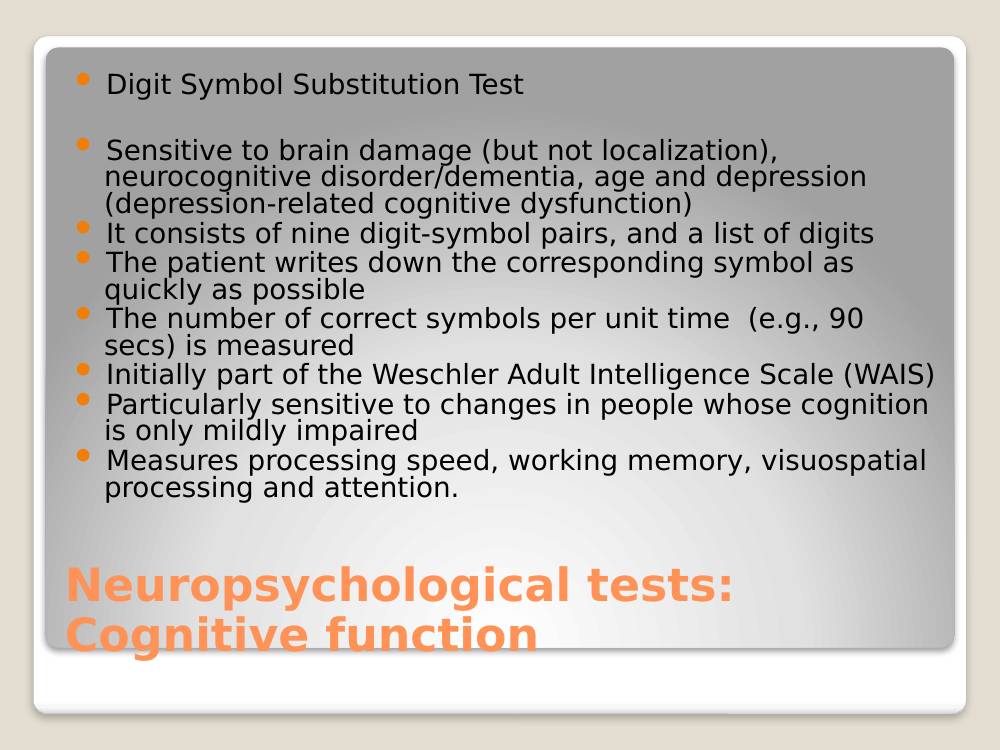 Digit Symbol Substitution Test
Sensitive to brain damage (but not localization),
neurocognitive disorder/dementia, age and depression
(depression-related cognitive dysfunction)
It consists of nine digit-symbol pairs, and a list of digits
The patient writes down the corresponding symbol as
quickly as possible
The number of correct symbols per unit time  (e.g., 90
secs) is measured
Initially part of the Weschler Adult Intelligence Scale (WAIS)
Particularly sensitive to changes in people whose cognition
is only mildly impaired
Measures processing speed, working memory, visuospatial
processing and attention.
Neuropsychological tests:
Cognitive function